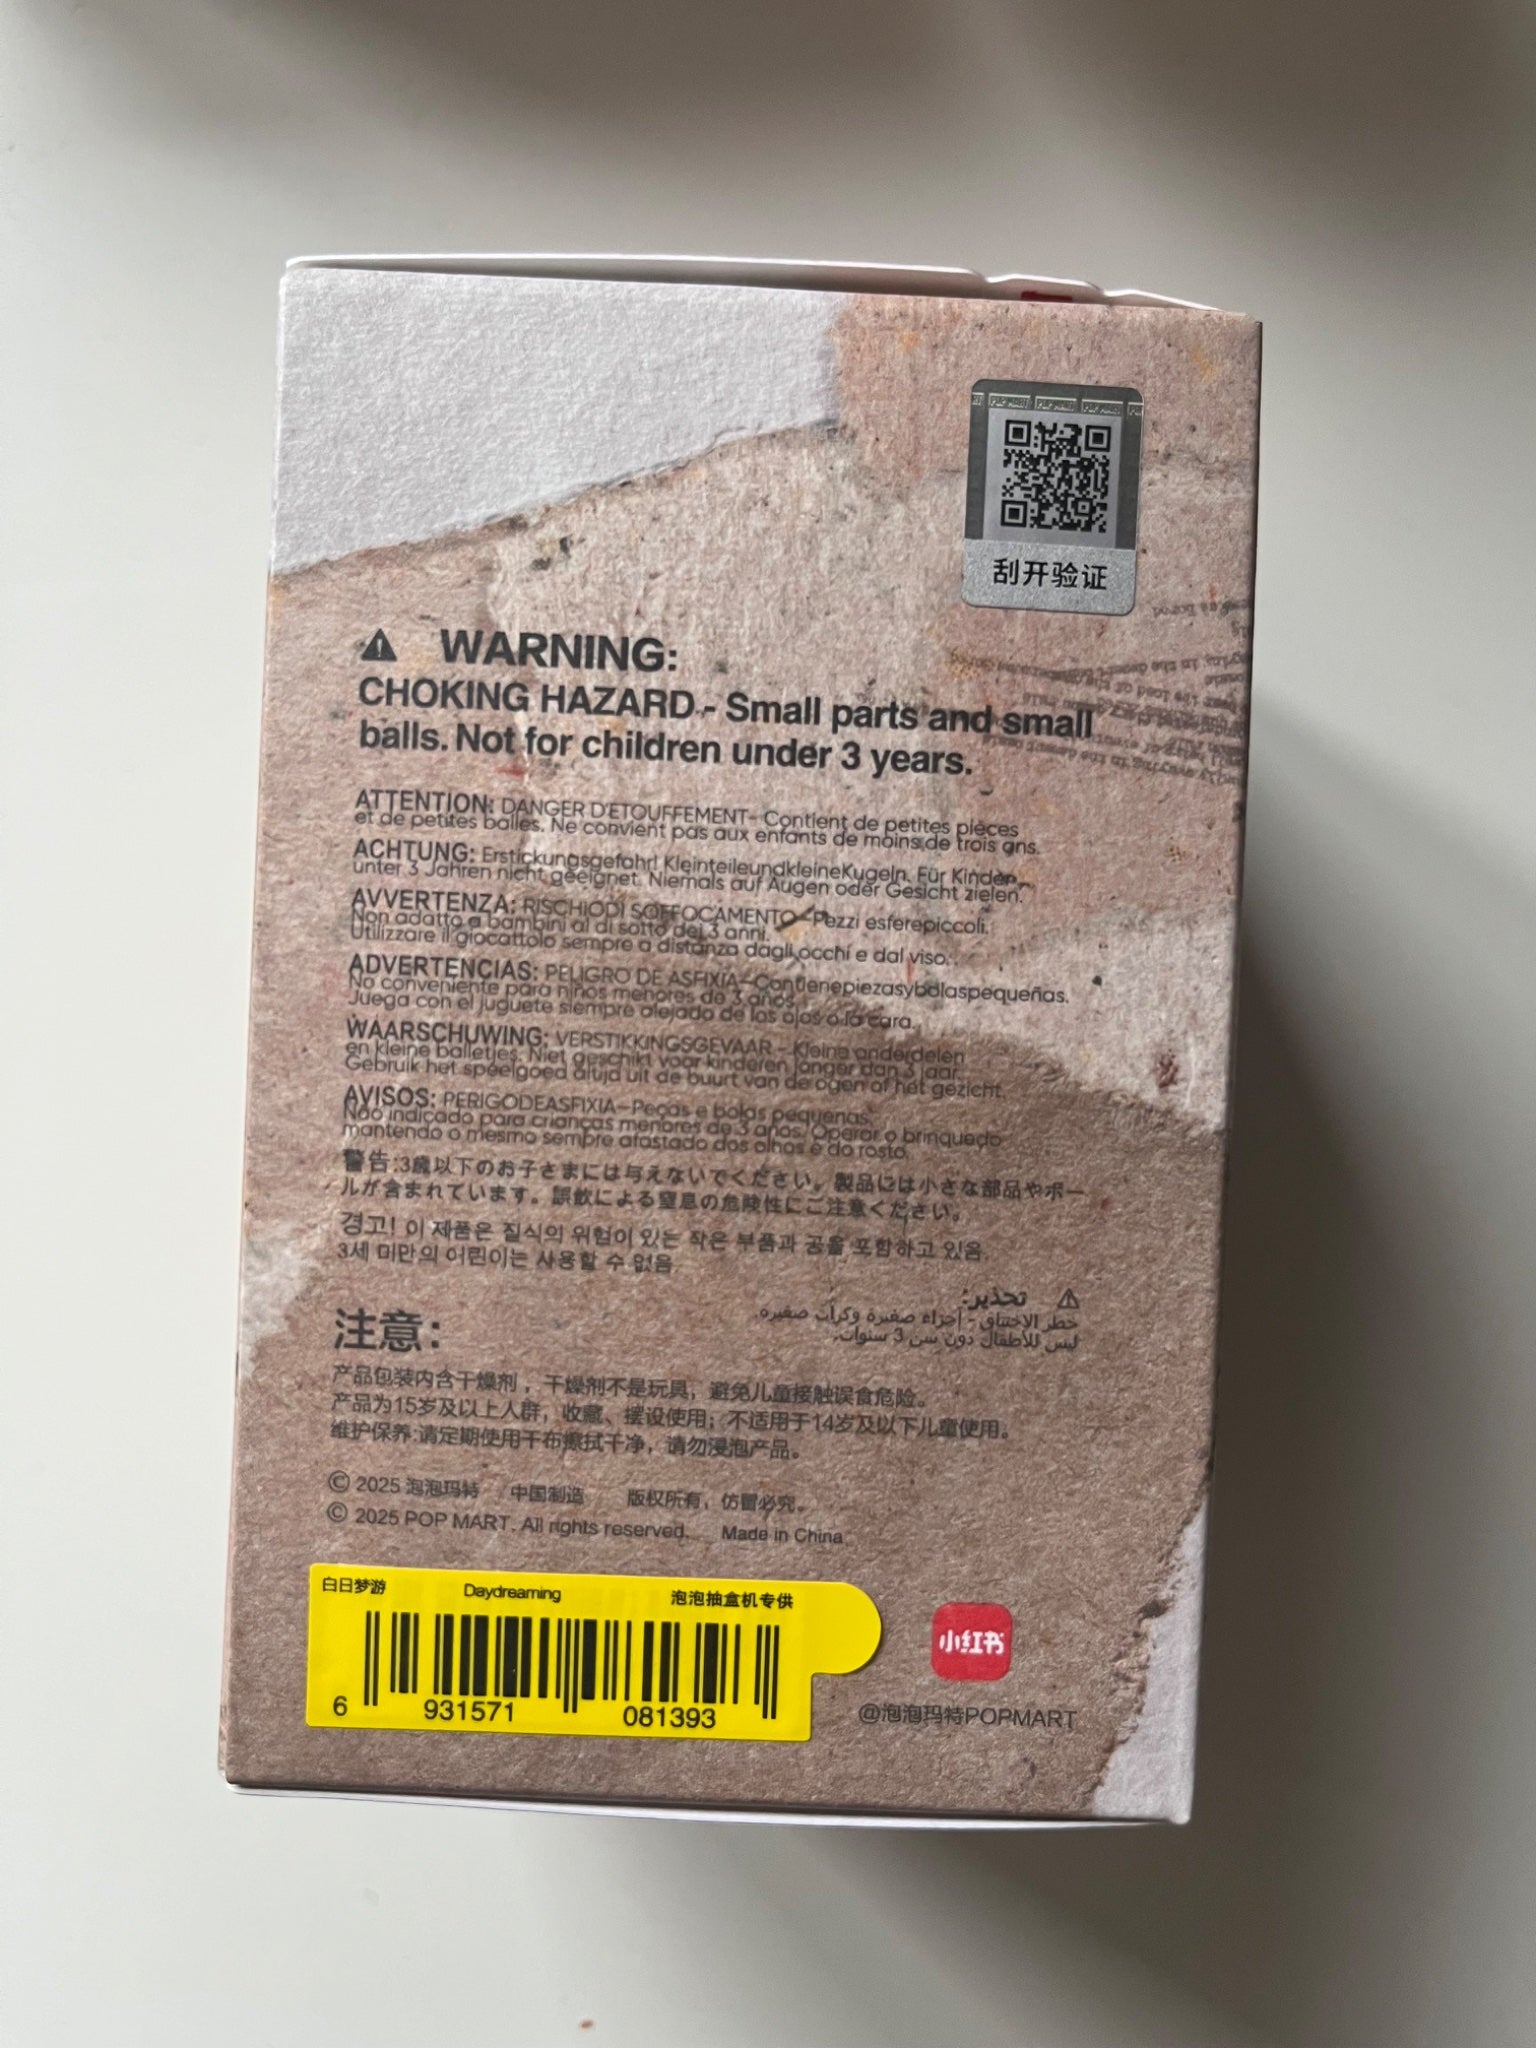 POP MART POP MART POP MART
刮开验证
WARNING:
CHOKING HAZARD - Small parts and small
balls. Not for children under 3 years.
ATTENTION: DANGER D'ETOUFFEMENT- Contient de petites pièces
et de petites balles. Ne convient pas aux enfants de moins de trois ans.
ACHTUNG: Erstickungsgefahr! KleinteileundkleineKugeln. Für Kinder
unter 3 Jahren nicht geeignet. Niemals auf Augen oder Gesicht zielen.
AVVERTENZA: RISCHIODI SOFFOCAMENTO-Pezzi esferepiccoli.
Non adatto a bambini al di sotto dei 3 anni.
Utilizzare il giocattolo sempre a distanza dagli occhi e dal viso.
ADVERTENCIAS: PELIGRO DE ASFIXIA-Contienepiezasybolaspequeñas.
No conveniente para niños menores de 3 años.
Juega con el juguete siempre alejado de los ojos o la cara.
WAARSCHUWING: VERSTIKKINGSGEVAAR - Kleine onderdelen
en kleine balletjes. Niet geschikt voor kinderen jonger dan 3 jaar.
Gebruik het speelgoed altijd uit de buurt van de ogen of het gezicht.
AVISOS: PERIGODEASFIXIA-Peças e bolas pequenas.
Não indicado para crianças menores de 3 anos. Operar o brinquedo
mantendo o mesmo sempre afastado dos olhos e do rosto.
警告:3歳以下のお子さまには与えないでください。製品には小さな部品やボー
ルが含まれています。誤飲による窒息の危険性にご注意ください。
경고! 이 제품은 질식의 위험이 있는 작은 부품과 공을 포함하고 있음.
3세 미만의 어린이는 사용할 수 없음
تحذير:
خطر الاختناق - أجزاء صغيرة وكرات صغيرة.
ليس للأطفال دون سن 3 سنوات.
注意：
产品包装内含干燥剂，干燥剂不是玩具，避免儿童接触误食危险。
产品为15岁及以上人群，收藏、摆设使用；不适用于14岁及以下儿童使用。
维护保养:请定期使用干布擦拭干净，请勿浸泡产品。
© 2025 泡泡玛特 中国制造 版权所有，仿冒必究。
© 2025 POP MART. All rights reserved. Made in China
白日梦游 Daydreaming 泡泡抽盒机专供
6 931571 081393
小红书
@泡泡玛特POPMART